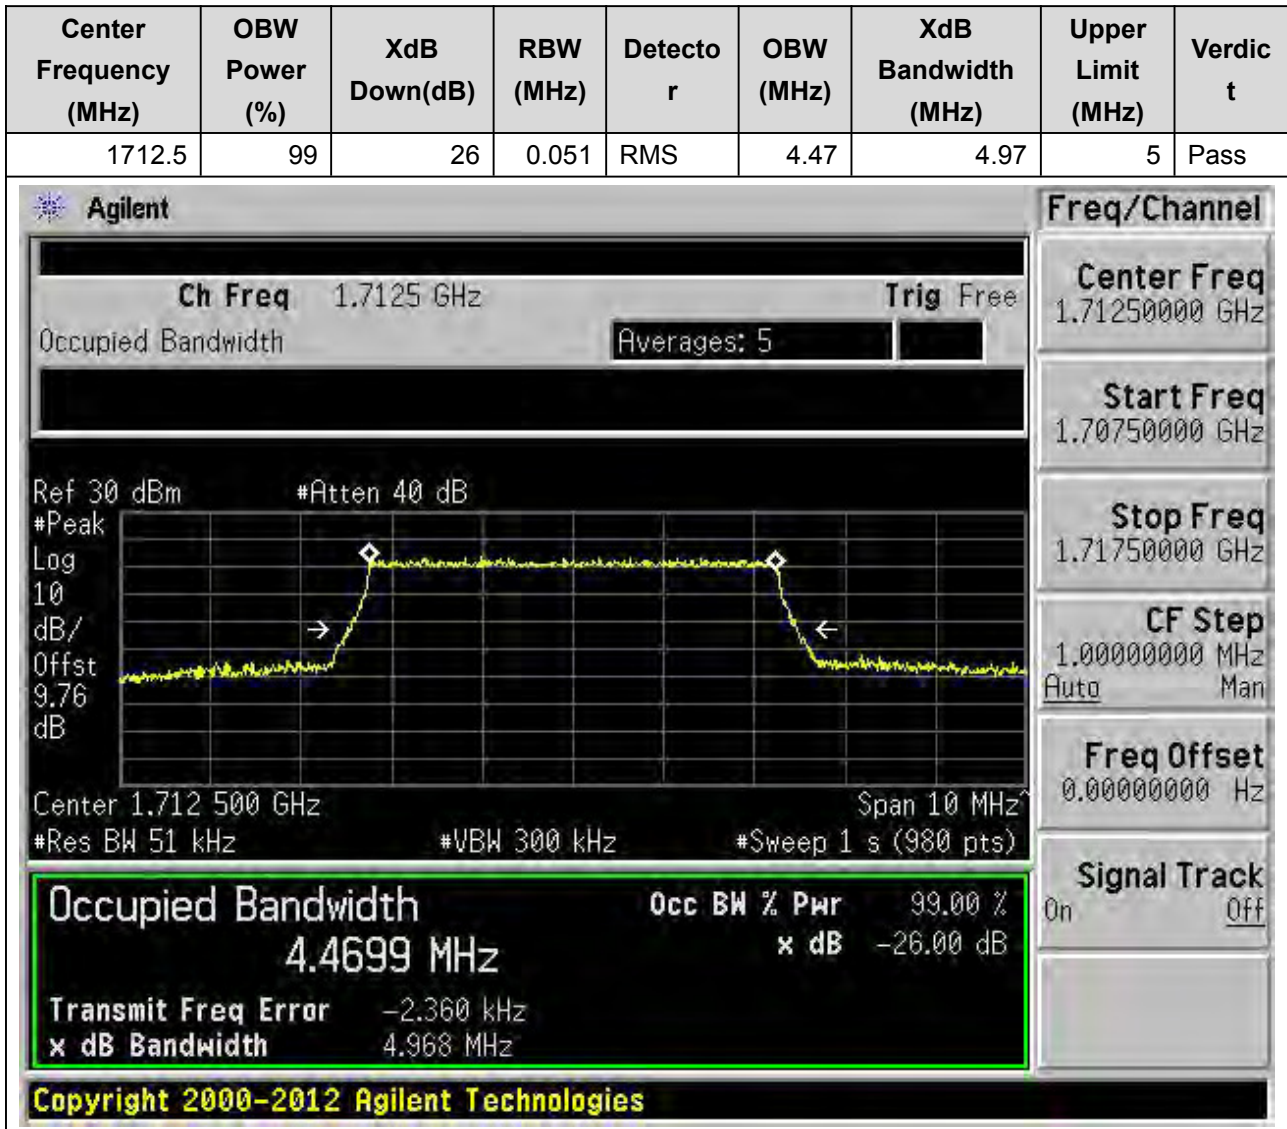 Center Frequency (MHz) OBW Power (%) XdB Down(dB) RBW (MHz) Detecto r OBW (MHz) XdB Bandwidth (MHz) Upper Limit (MHz) Verdic t
1712.5 99 26 0.051 RMS 4.47 4.97 5 Pass
Agilent
Freq/Channel
Ch Freq 1.7125 GHz Trig Free
Occupied Bandwidth Averages: 5
Center Freq
1.71250000 GHz
Start Freq
1.70750000 GHz
Stop Freq
1.71750000 GHz
CF Step
1.00000000 MHz
Auto Man
Freq Offset
0.00000000 Hz
Signal Track
On Off
Ref 30 dBm #Atten 40 dB
#Peak
Log
10
dB/
Offst
9.76
dB
Center 1.712 500 GHz Span 10 MHz^
#Res BW 51 kHz #VBW 300 kHz #Sweep 1 s (980 pts)
Occupied Bandwidth Occ BW % Pwr 99.00 %
4.4699 MHz x dB -26.00 dB
Transmit Freq Error -2.360 kHz
x dB Bandwidth 4.968 MHz
Copyright 2000-2012 Agilent Technologies